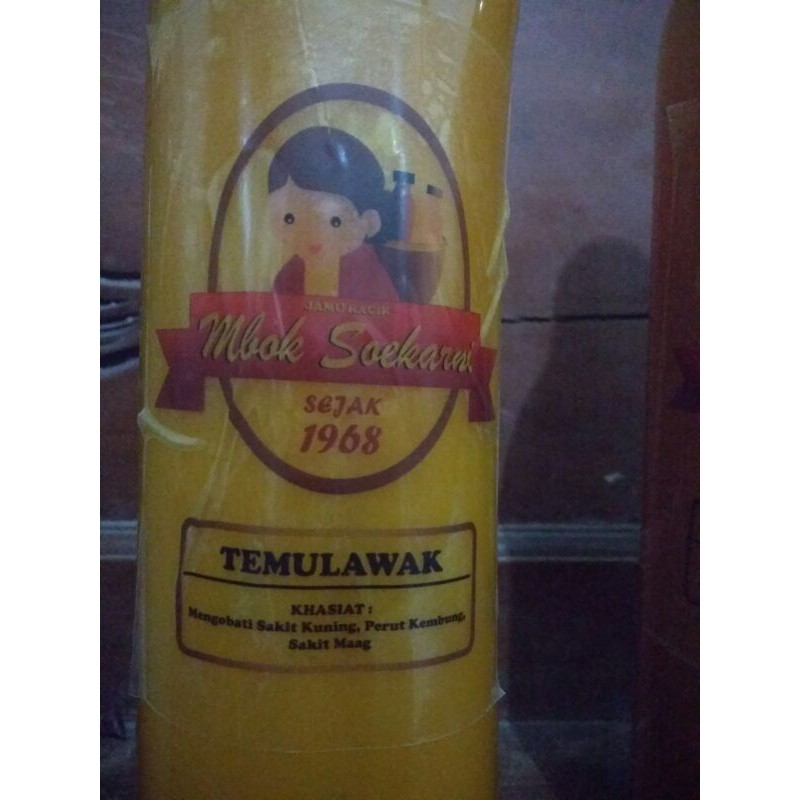 JAMU RACIK
Mbok Soekarni
SEJAK
1968
TEMULAWAK
KHASIAT :
Mengobati Sakit Kuning, Perut Kembung,
Sakit Maag